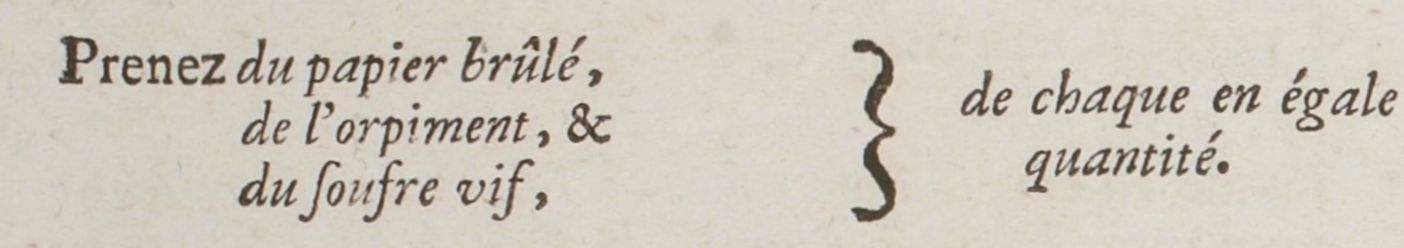 Prenez du papier brûlé,
de l'orpiment, &
du ſoufre vif,
de chaque en égale
quantité.